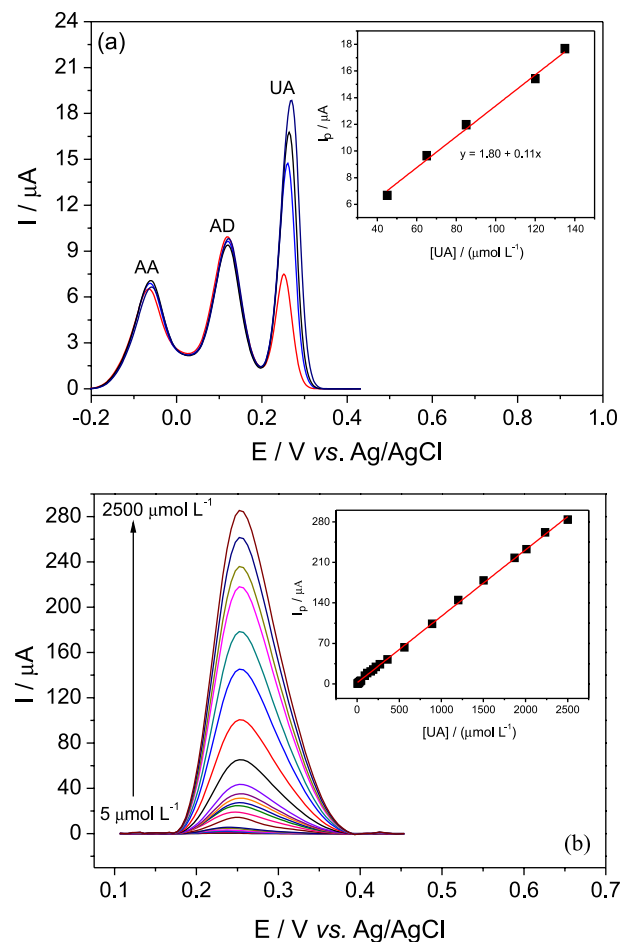 (a)
24
21
18
15
12
9
6
3
0
I / μA
AA
AD
UA
-0.2 0.0 0.2 0.4 0.6 0.8 1.0
E / V vs. Ag/AgCl
18
16
14
12
10
8
6
Ip / μA
y = 1.80 + 0.11x
40 60 80 100 120 140
[UA] / (μmol L-1)
280
240
200
160
120
80
40
0
I / μA
2500 μmol L-1
5 μmol L-1
280
210
140
70
0
Ip / μA
0 500 1000 1500 2000 2500
[UA] / (μmol L-1)
(b)
0.1 0.2 0.3 0.4 0.5 0.6 0.7
E / V vs. Ag/AgCl